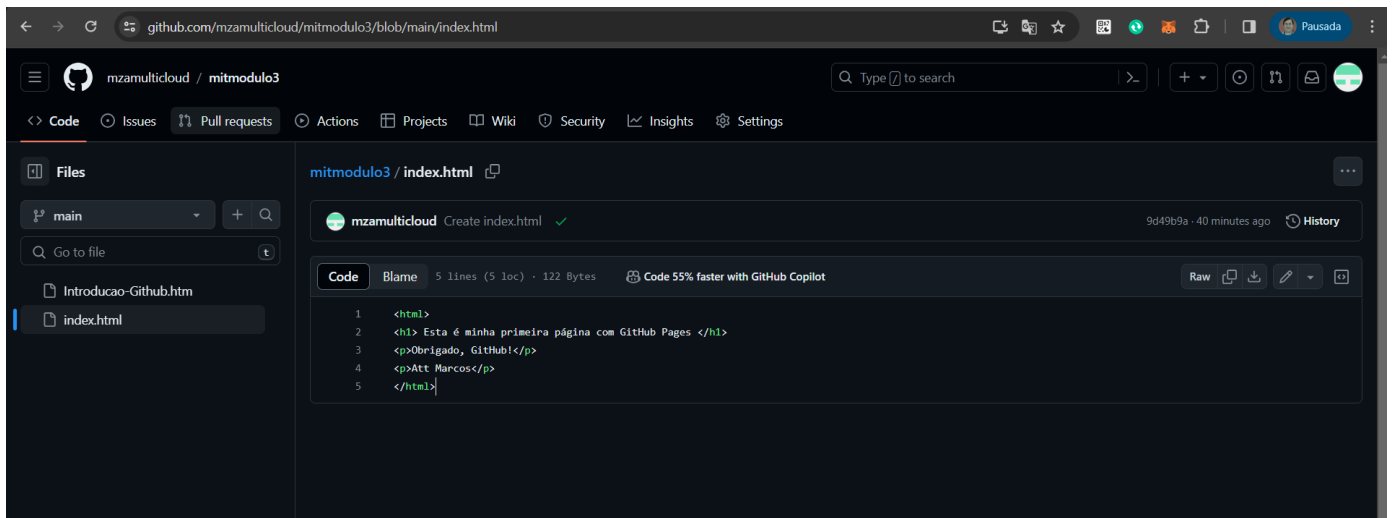 github.com/mzamulticloud/mitmodulo3/blob/main/index.html
Pausada
mzamulticloud / mitmodulo3
Type / to search
Code Issues Pull requests Actions Projects Wiki Security Insights Settings
Files
mitmodulo3 / index.html
main
mzamulticloud Create index.html
9d49b9a · 40 minutes ago History
Go to file t
Code Blame 5 lines (5 loc) · 122 Bytes Code 55% faster with GitHub Copilot
Raw
Introducao-Github.htm
index.html
1 <html>
2 <h1> Esta é minha primeira página com GitHub Pages </h1>
3 <p>Obrigado, GitHub!</p>
4 <p>Att Marcos</p>
5 </html>